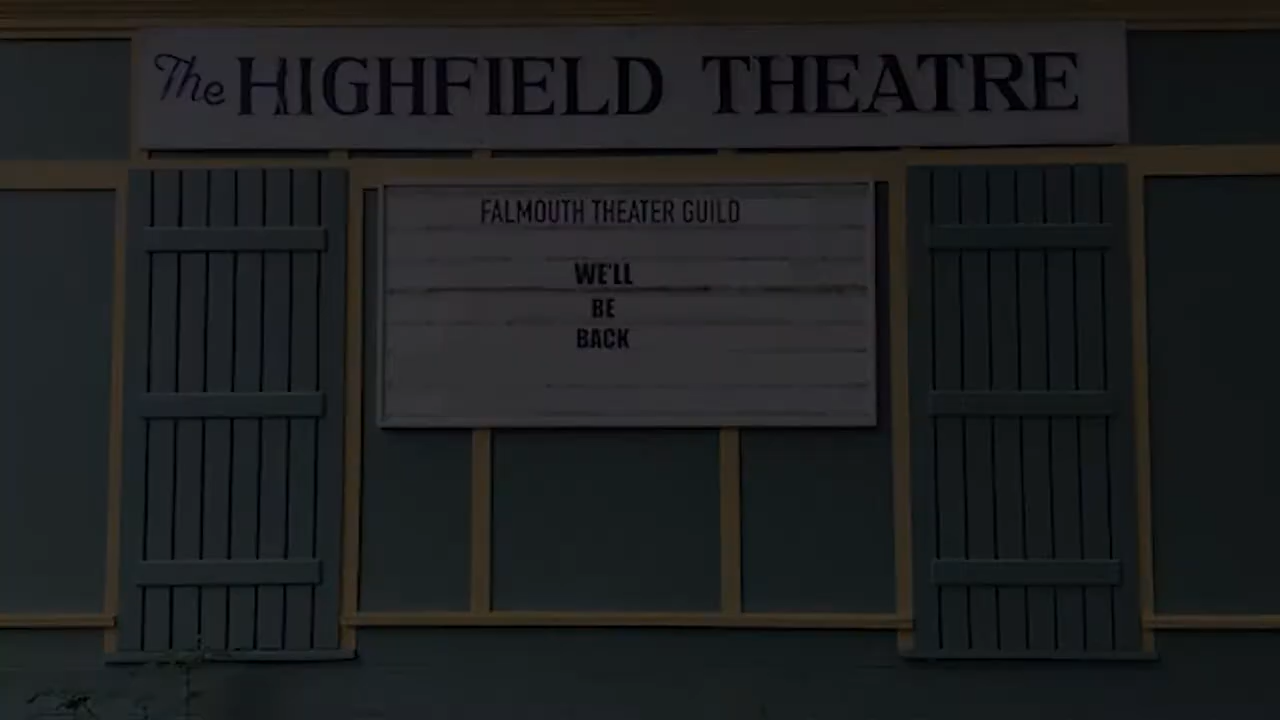 The HIGHFIELD THEATRE
FALMOUTH THEATER GUILD
WE'LL
BE
BACK